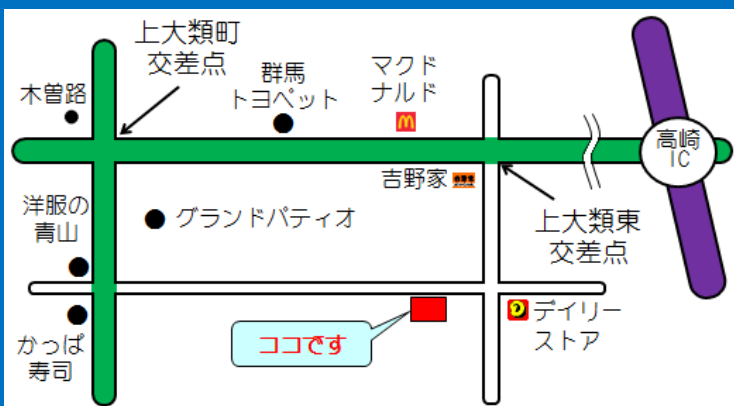 上大類町
交差点
木曽路
群馬
トヨペット
マクド
ナルド
高崎
IC
吉野家
洋服の
青山
グランドパティオ
上大類東
交差点
デイリー
ストア
ココです
かっぱ
寿司